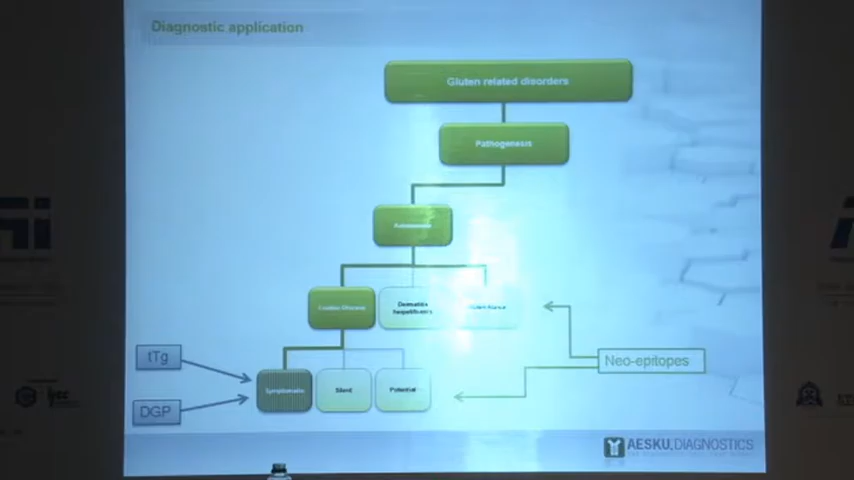 Diagnostic application
Gluten related disorders
Pathogenesis
Autoimmune
Coeliac Disease
Dermatitis
herpetiformis
Neo-epitopes
tTg
Symptomatic
Silent
Potential
DGP
AESKU.DIAGNOSTICS